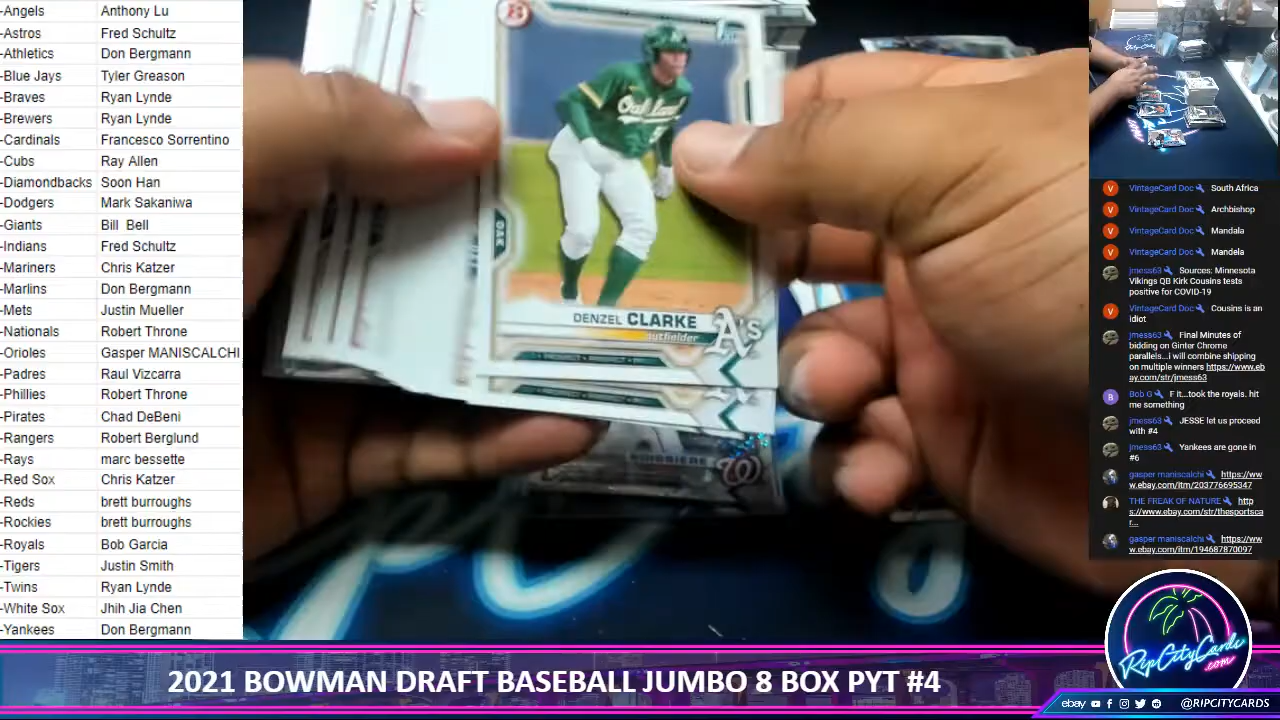 -Angels Anthony Lu
-Astros Fred Schultz
-Athletics Don Bergmann
-Blue Jays Tyler Greason
-Braves Ryan Lynde
-Brewers Ryan Lynde
-Cardinals Francesco Sorrentino
-Cubs Ray Allen
-Diamondbacks Soon Han
-Dodgers Mark Sakaniwa
-Giants Bill Bell
-Indians Fred Schultz
-Mariners Chris Katzer
-Marlins Don Bergmann
-Mets Justin Mueller
-Nationals Robert Throne
-Orioles Gasper MANISCALCHI
-Padres Raul Vizcarra
-Phillies Robert Throne
-Pirates Chad DeBeni
-Rangers Robert Berglund
-Rays marc bessette
-Red Sox Chris Katzer
-Reds brett burroughs
-Rockies brett burroughs
-Royals Bob Garcia
-Tigers Justin Smith
-Twins Ryan Lynde
-White Sox Jhih Jia Chen
-Yankees Don Bergmann
Oakland
OAK
DENZEL CLARKE
outfielder
A's
W
V VintageCard Doc South Africa
V VintageCard Doc Archbishop
V VintageCard Doc Mandala
V VintageCard Doc Mandela
jmess63 Sources: Minnesota
Vikings QB Kirk Cousins tests
positive for COVID-19
V VintageCard Doc Cousins is an
idiot
jmess63 Final Minutes of
bidding on Ginter Chrome
parallels...i will combine shipping
on multiple winners https://www.eb
ay.com/str/jmess63
B Bob G F it...took the royals. hit
me something
jmess63 JESSE let us proceed
with #4
jmess63 Yankees are gone in
#6
gasper maniscalchi https://ww
w.ebay.com/itm/203776695347
THE FREAK OF NATURE http
s://www.ebay.com/str/thesportsca
r...
gasper maniscalchi https://ww
w.ebay.com/itm/194687870097
RipCityCards
.com
2021 BOWMAN DRAFT BASEBALL JUMBO 8 BOX PYT #4
ebay @RIPCITYCARDS